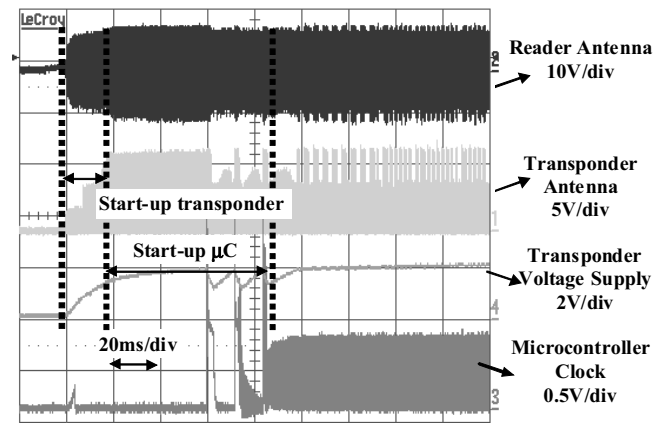 LeCroy
2
Reader Antenna
10V/div
Transponder
Antenna
5V/div
1
Start-up transponder
Start-up μC
Transponder
Voltage Supply
2V/div
4
20ms/div
Microcontroller
Clock
0.5V/div
3